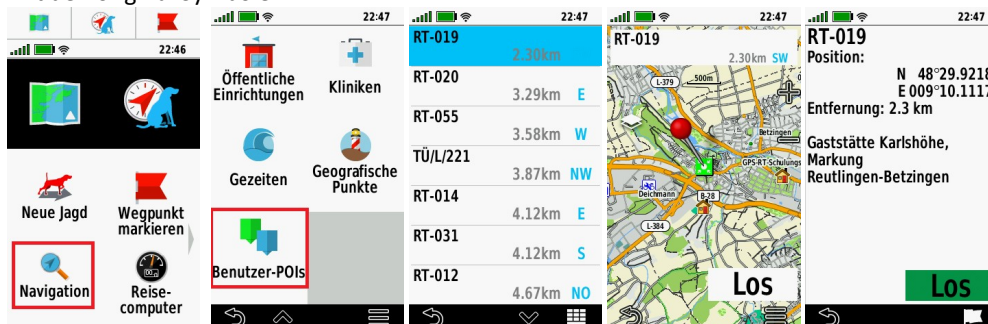 22:46
Neue Jagd
Wegpunkt
markieren
Navigation
Reise-
computer
22:47
Öffentliche
Einrichtungen
Kliniken
Gezeiten
Geografische
Punkte
Benutzer-POIs
22:47
RT-019
2.30km
RT-020
3.29km E
RT-055
3.58km W
TÜ/L/221
3.87km NW
RT-014
4.12km E
RT-031
4.12km S
RT-012
4.67km NO
22:47
RT-019
2.30km SW
L-379
500m
Betzingen
GPS-RT-Schulungs
Deichmann
B-28
L-384
Los
22:47
RT-019
Position:
N 48°29.9218
E 009°10.1117
Entfernung: 2.3 km
Gaststätte Karlshöhe,
Markung
Reutlingen-Betzingen
Los